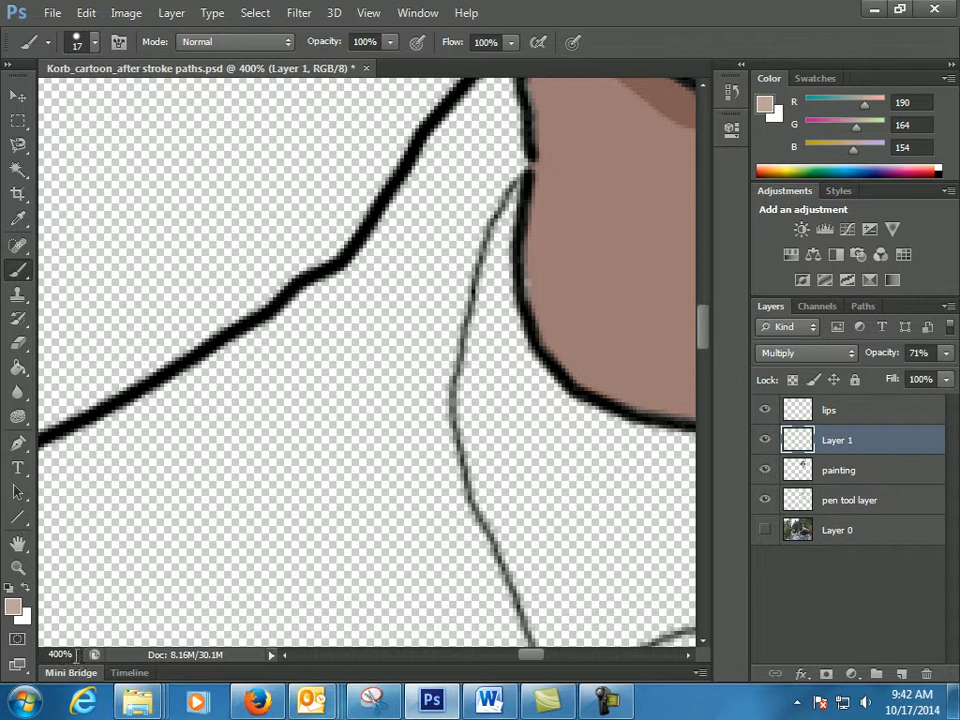 Ps File Edit Image Layer Type Select Filter 3D View Window Help
17 Mode: Normal Opacity: 100% Flow: 100%
Korb_cartoon_after stroke paths.psd @ 400% (Layer 1, RGB/8) * ×
Color Swatches
R 190
G 164
B 154
Adjustments Styles
Add an adjustment
Layers Channels Paths
Kind T
Multiply Opacity: 71%
Lock: Fill: 100%
lips
Layer 1
painting
pen tool layer
Layer 0
T
400% Doc: 8.16M/30.1M
fx
Mini Bridge Timeline
Ps W
9:42 AM
10/17/2014